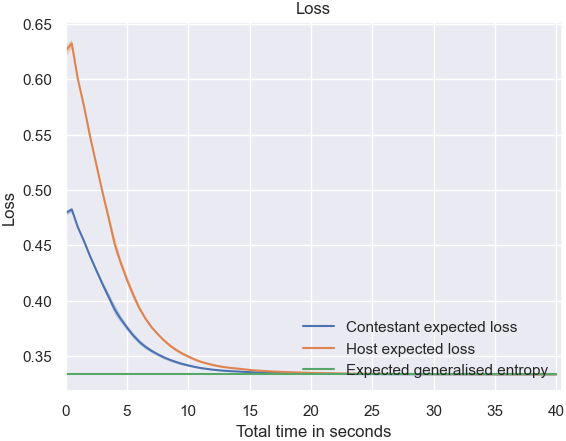 Loss
0.65
0.60
0.55
0.50
0.45
0.40
0.35
Loss
Contestant expected loss
Host expected loss
Expected generalised entropy
0 5 10 15 20 25 30 35 40
Total time in seconds